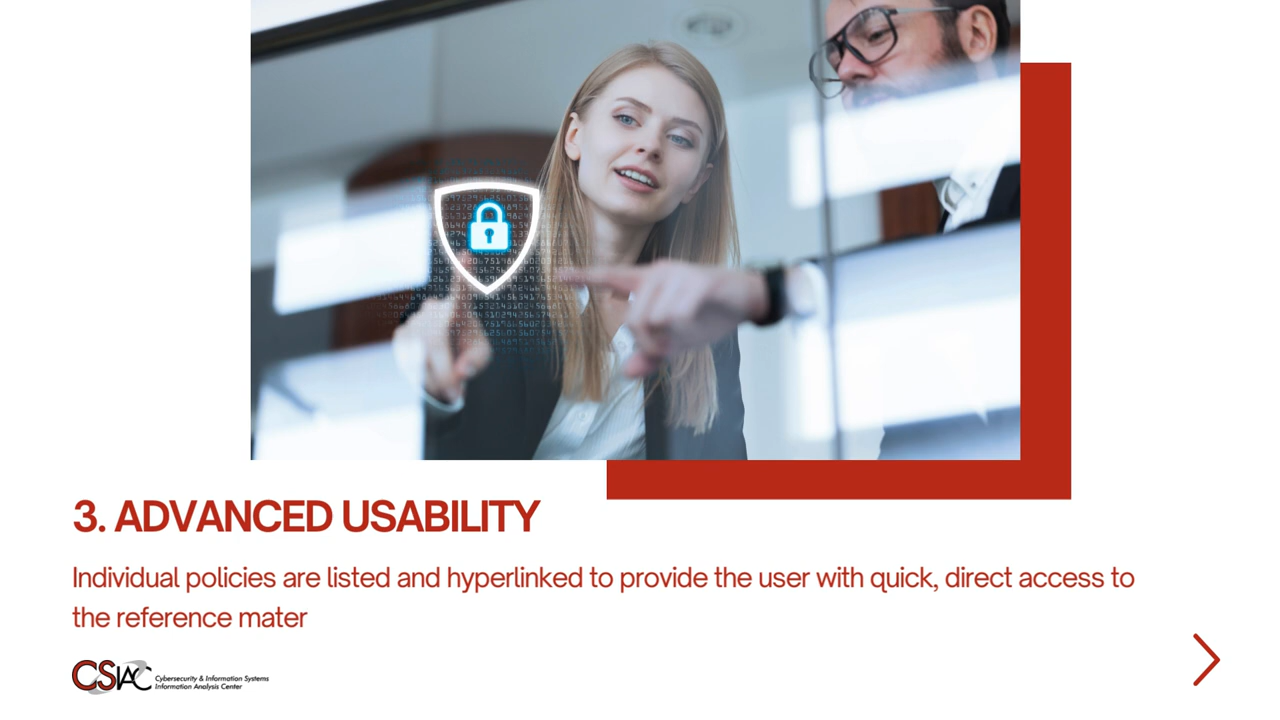 3. ADVANCED USABILITY
Individual policies are listed and hyperlinked to provide the user with quick, direct access to
the reference mater
CSIAC Cybersecurity & Information Systems
Information Analysis Center